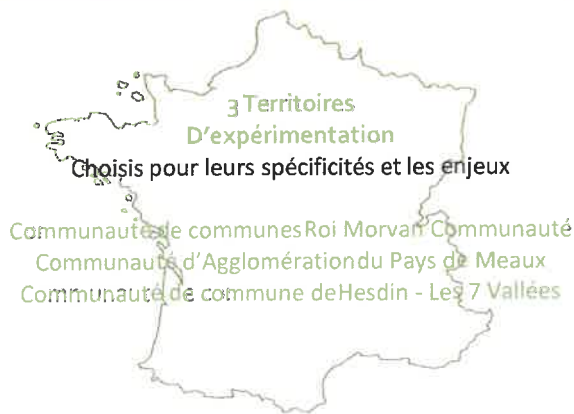 3 Territoires
D'expérimentation
Choisis pour leurs spécificités et les enjeux
Communauté de communes Roi Morvan Communauté
Communauté d'Agglomération du Pays de Meaux
Communauté de commune de Hesdin - Les 7 Vallées